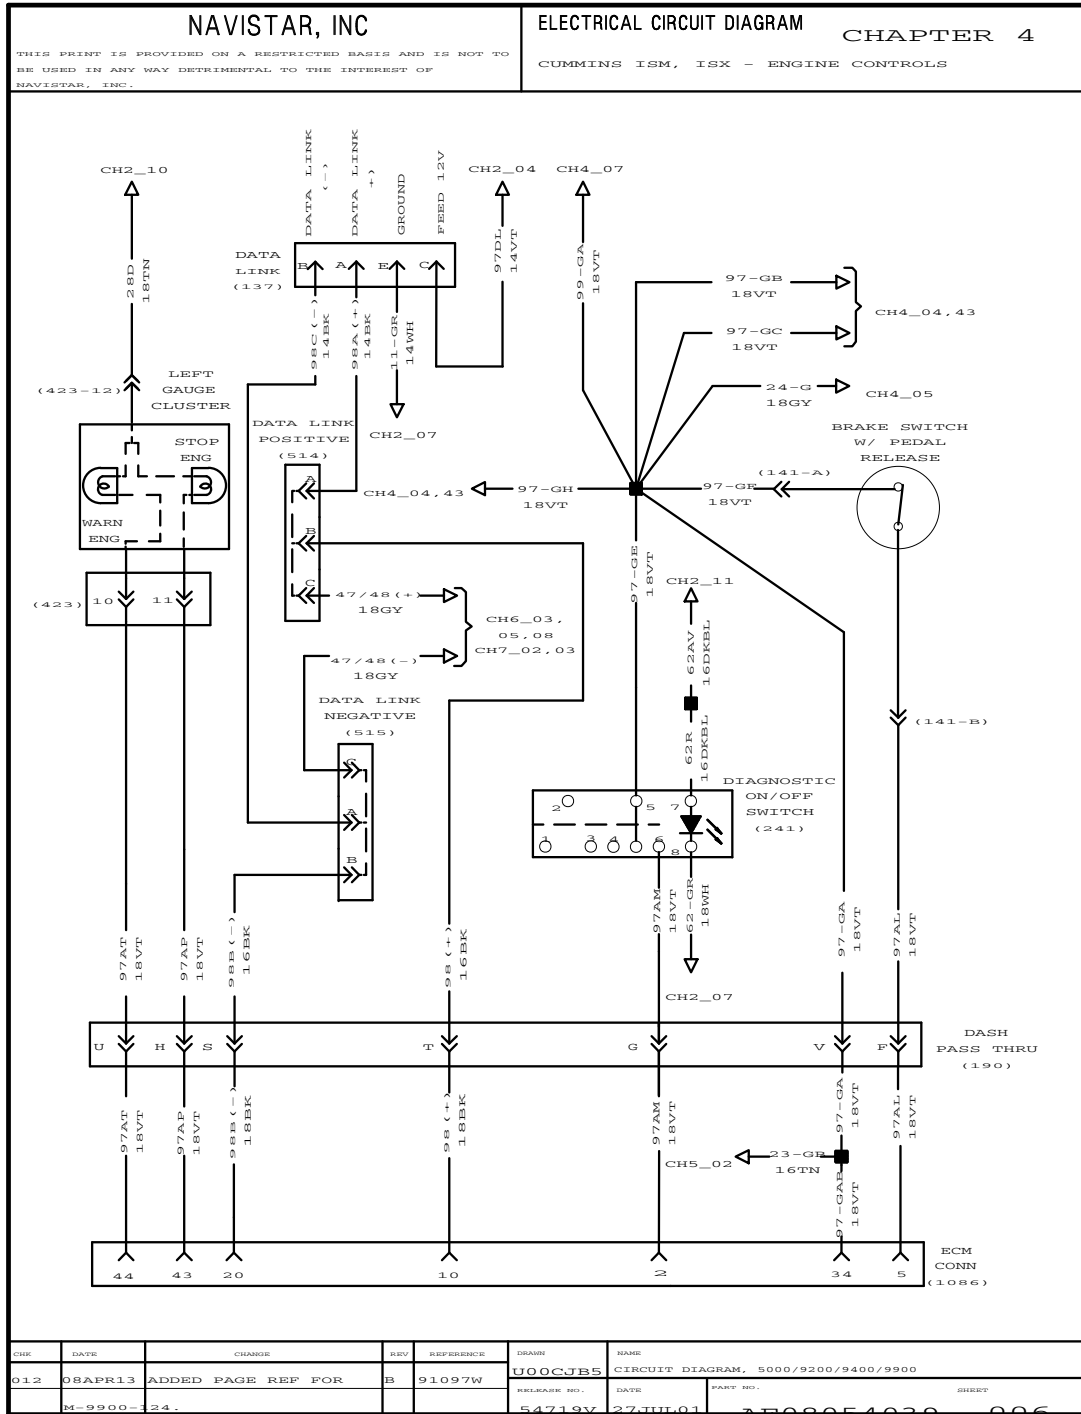 NAVISTAR, INC
THIS PRINT IS PROVIDED ON A RESTRICTED BASIS AND IS NOT TO
BE USED IN ANY WAY DETRIMENTAL TO THE INTEREST OF
NAVISTAR, INC.
ELECTRICAL CIRCUIT DIAGRAM
CHAPTER 4
CUMMINS ISM, ISX - ENGINE CONTROLS
CH2_10
28D
18TN
(423-12)
LEFT
GAUGE
CLUSTER
STOP
ENG
WARN
ENG
(423)
10
11
DATA LINK
(-)
DATA LINK
+)
GROUND
FEED 12V
DATA
LINK
(137)
B
A
E
C
98C(-)
14BK
98A(+)
14BK
11-GR
14WH
CH2_07
CH2_04
97DL
14VT
CH4_07
99-GA
18VT
97-GB
18VT
97-GC
18VT
CH4_04,43
24-G
18GY
CH4_05
BRAKE SWITCH
W/ PEDAL
RELEASE
(141-A)
97-GF
18VT
CH4_04,43
97-GH
18VT
DATA LINK
POSITIVE
(514)
A
B
C
47/48(+)
18GY
CH6_03,
05,08
CH7_02,03
47/48(-)
18GY
DATA LINK
NEGATIVE
(515)
C
A
B
97-GE
18VT
CH2_11
62AV
16DKBL
62R
16DKBL
(141-B)
DIAGNOSTIC
ON/OFF
SWITCH
(241)
2
5
7
1
3
4
6
8
97AT
18VT
97AP
18VT
98B(-)
16BK
98(+)
16BK
97AM
18VT
62-GR
18WH
CH2_07
97-GA
18VT
97AL
18VT
U
H
S
T
G
V
F
DASH
PASS THRU
(190)
97AT
18VT
97AP
18VT
98B(-)
18BK
98(+)
18BK
97AM
18VT
97-GA
18VT
97AL
18VT
CH5_02
23-GB
16TN
97-GAB
18VT
44
43
20
10
2
34
5
ECM
CONN
(1086)
CHK
DATE
CHANGE
REV
REFERENCE
DRAWN
NAME
012
08APR13
ADDED PAGE REF FOR
B
91097W
U00CJB5
CIRCUIT DIAGRAM, 5000/9200/9400/9900
M-9900-124.
RELEASE NO.
DATE
PART NO.
SHEET
54719V
27JUL01